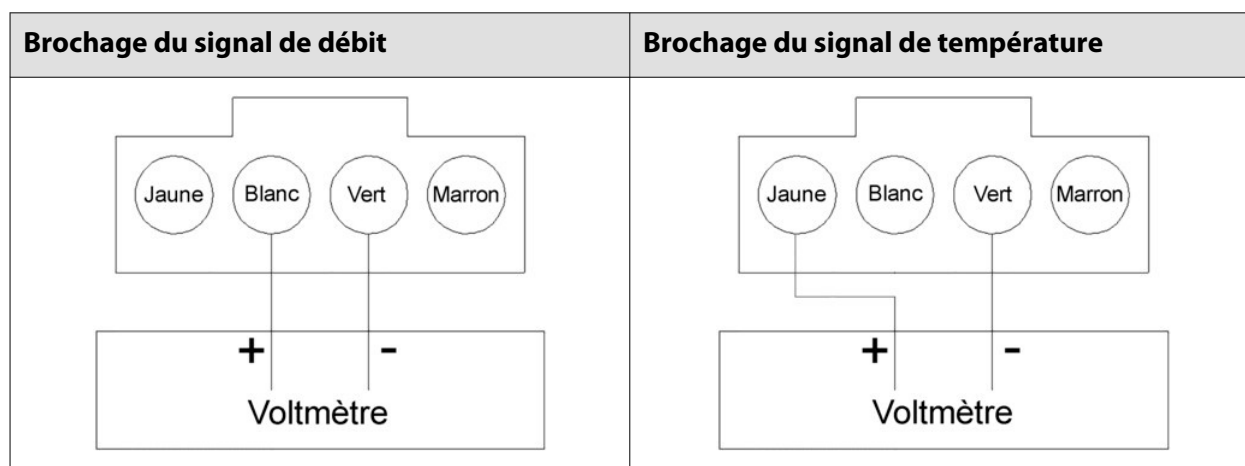 Brochage du signal de débit
Jaune Blanc Vert Marron
+ -
Voltmètre
Brochage du signal de température
Jaune Blanc Vert Marron
+ -
Voltmètre